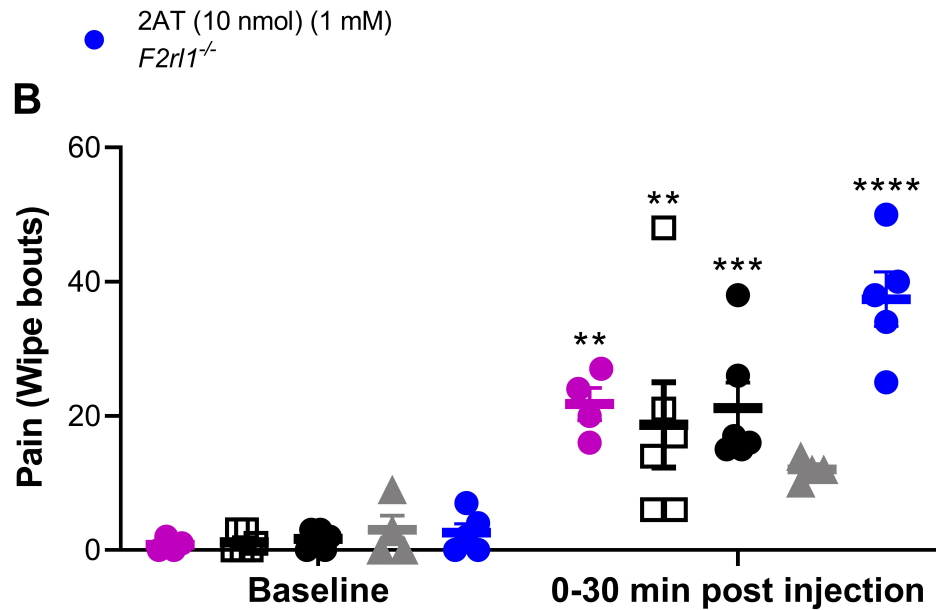 2AT (10 nmol) (1 mM)
F2rl1-/-
B
60
**** 
**
***
40
**
Pain (Wipe bouts)
20
0
Baseline
0-30 min post injection